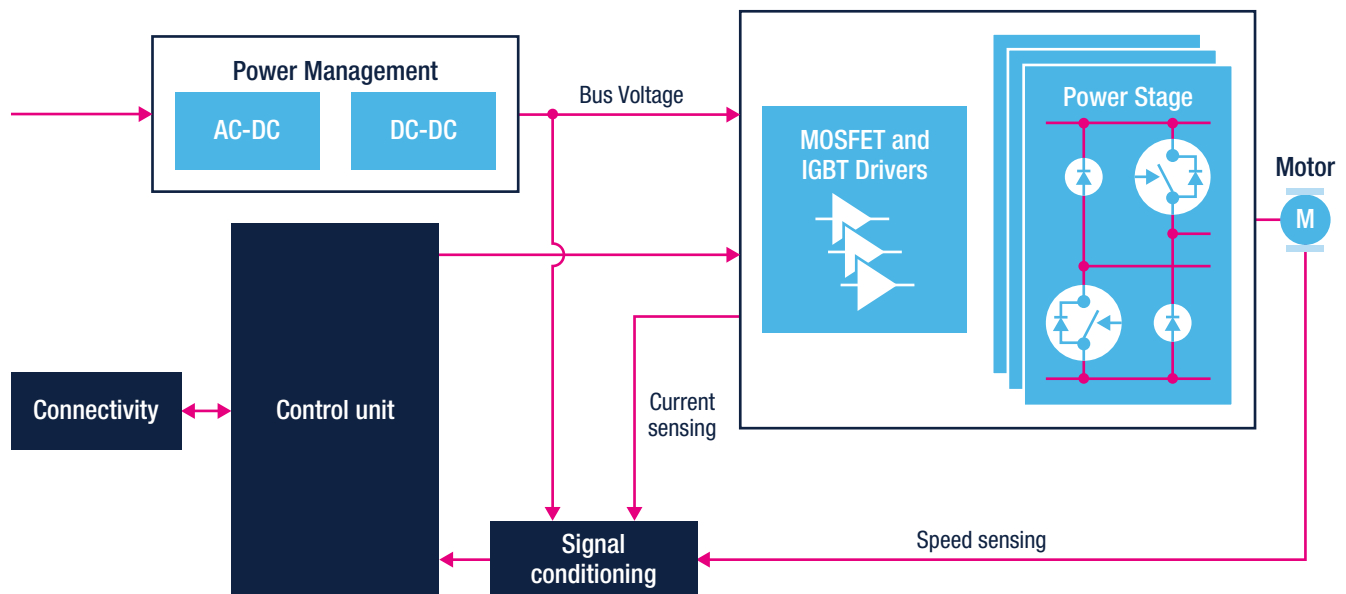 Power Management
AC-DC
DC-DC
Bus Voltage
MOSFET and
IGBT Drivers
Power Stage
Motor
M
Connectivity
Control unit
Current
sensing
Signal
conditioning
Speed sensing